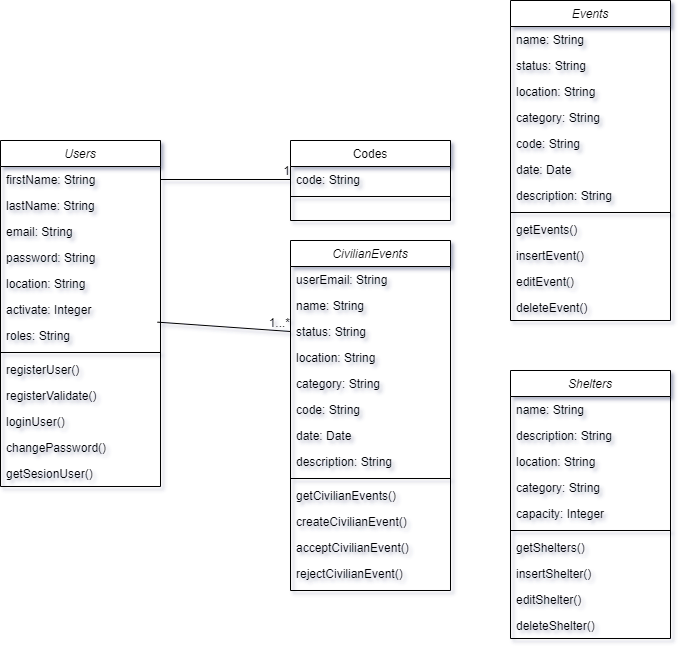 Users
firstName: String
lastName: String
email: String
password: String
location: String
activate: Integer
roles: String
registerUser()
registerValidate()
loginUser()
changePassword()
getSesionUser()
1
Codes
code: String
1...*
CivilianEvents
userEmail: String
name: String
status: String
location: String
category: String
code: String
date: Date
description: String
getCivilianEvents()
createCivilianEvent()
acceptCivilianEvent()
rejectCivilianEvent()
Events
name: String
status: String
location: String
category: String
code: String
date: Date
description: String
getEvents()
insertEvent()
editEvent()
deleteEvent()
Shelters
name: String
description: String
location: String
category: String
capacity: Integer
getShelters()
insertShelter()
editShelter()
deleteShelter()